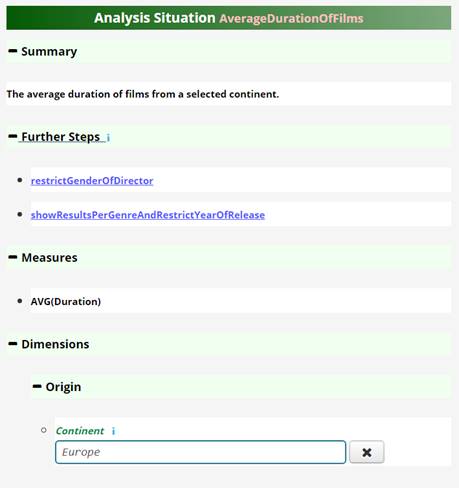 Analysis Situation AverageDurationOfFilms
Summary
The average duration of films from a selected continent.
Further Steps i
restrictGenderOfDirector
showResultsPerGenreAndRestrictYearOfRelease
Measures
AVG(Duration)
Dimensions
Origin
Continent i
Europe